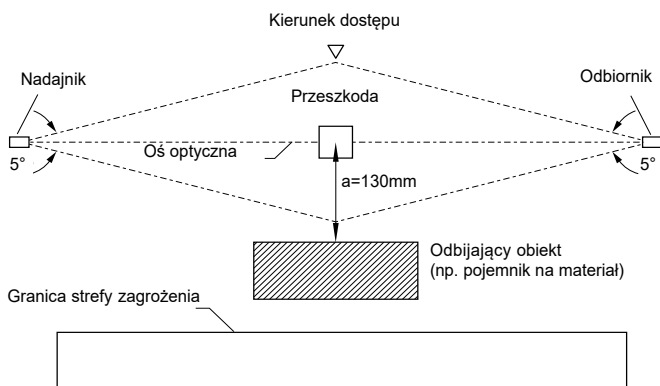 Kierunek dostępu
Nadajnik
Odbiornik
Przeszkoda
Oś optyczna
5°
5°
a=130mm
Odbijający obiekt
(np. pojemnik na materiał)
Granica strefy zagrożenia